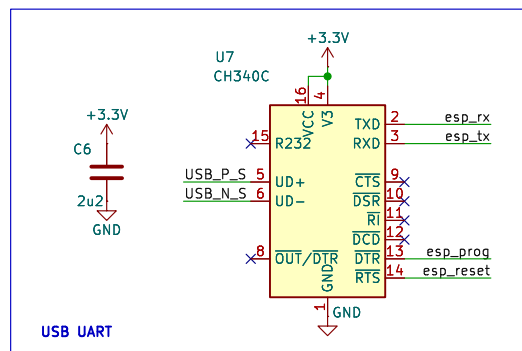 +3.3V
U7
CH340C
+3.3V
C6
2u2
GND
16
VCC
4
V3
TXD 2 esp_rx
RXD 3 esp_tx
15 R232
USB_P_S 5 UD+
USB_N_S 6 UD-
CTS 9
DSR 10
RI 11
DCD 12
8 OUT/DTR
DTR 13 esp_prog
RTS 14 esp_reset
GND
1
GND
USB UART